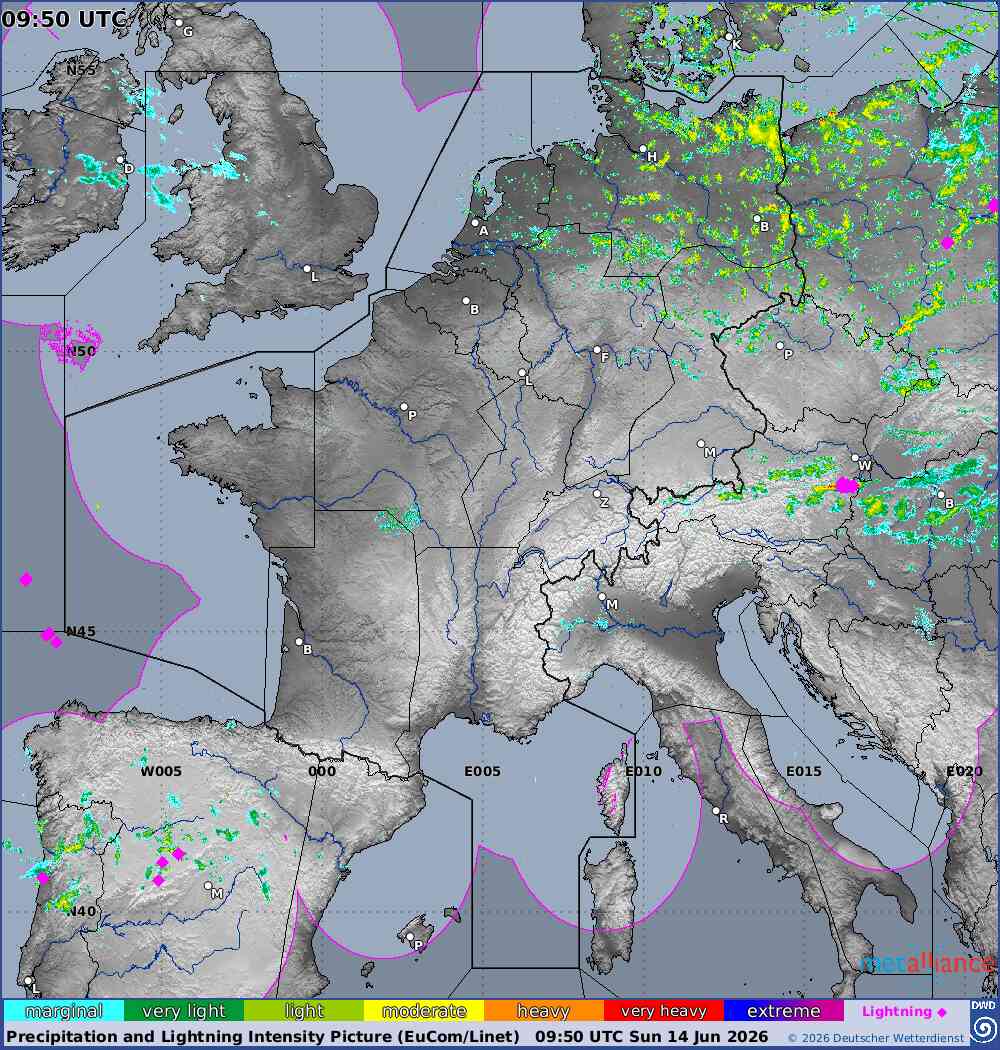 09:50 UTC
G
K
N55
H
D
A
B
L
B
N50
F
P
L
P
M
W
Z
B
M
N45
B
W005
000
E005
E010
E015
E020
R
M
N40
P
L
metalliance
marginal very light light moderate heavy very heavy extreme Lightning
DWD
Precipitation and Lightning Intensity Picture (EuCom/Linet) 09:50 UTC Sun 14 Jun 2026 © 2026 Deutscher Wetterdienst